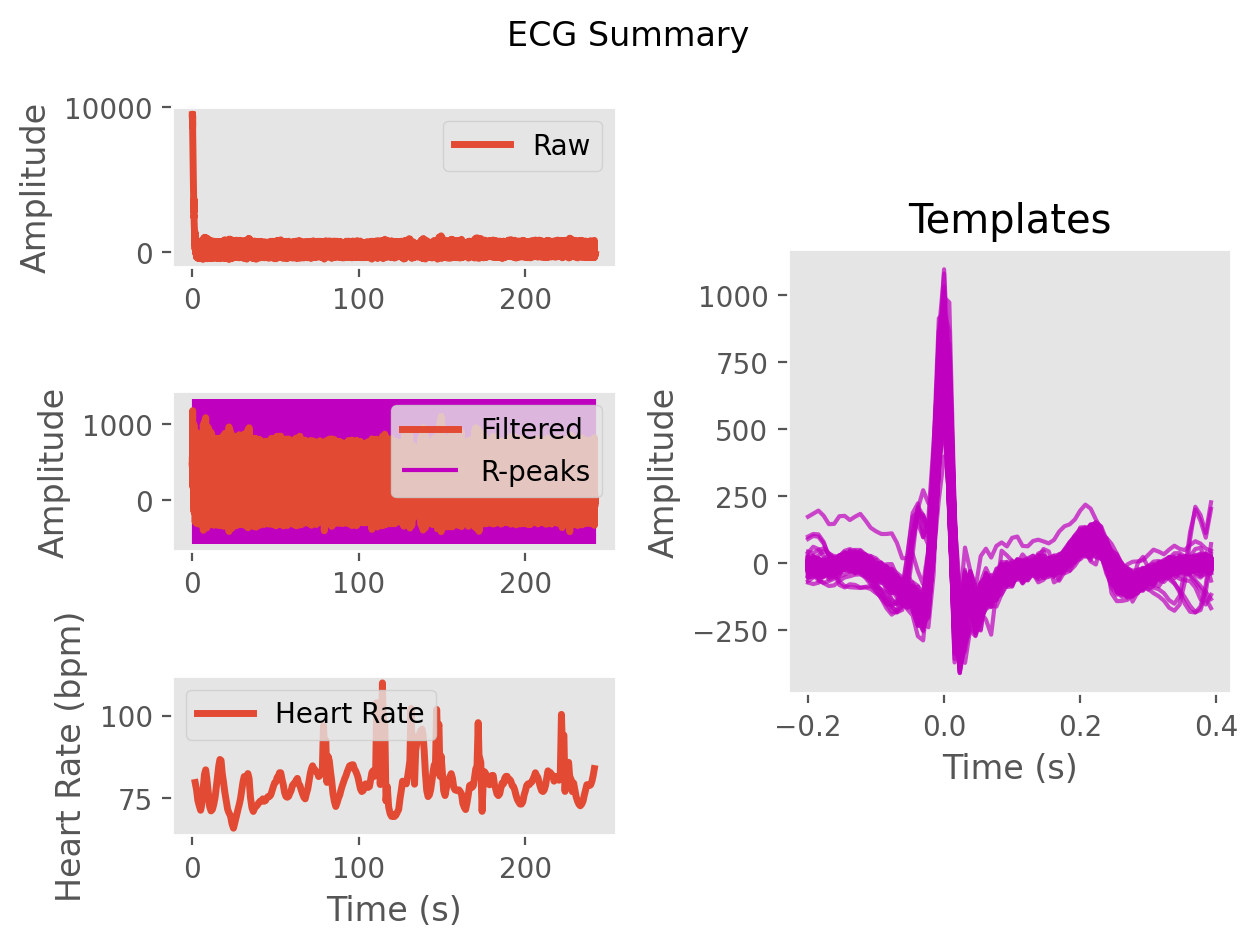 ECG Summary
Amplitude
10000
0
Raw
0 100 200
Amplitude
1000
0
Filtered
R-peaks
0 100 200
Heart Rate (bpm)
100
75
Heart Rate
0 100 200
Time (s)
Templates
Amplitude
1000
750
500
250
0
−250
−0.2 0.0 0.2 0.4
Time (s)